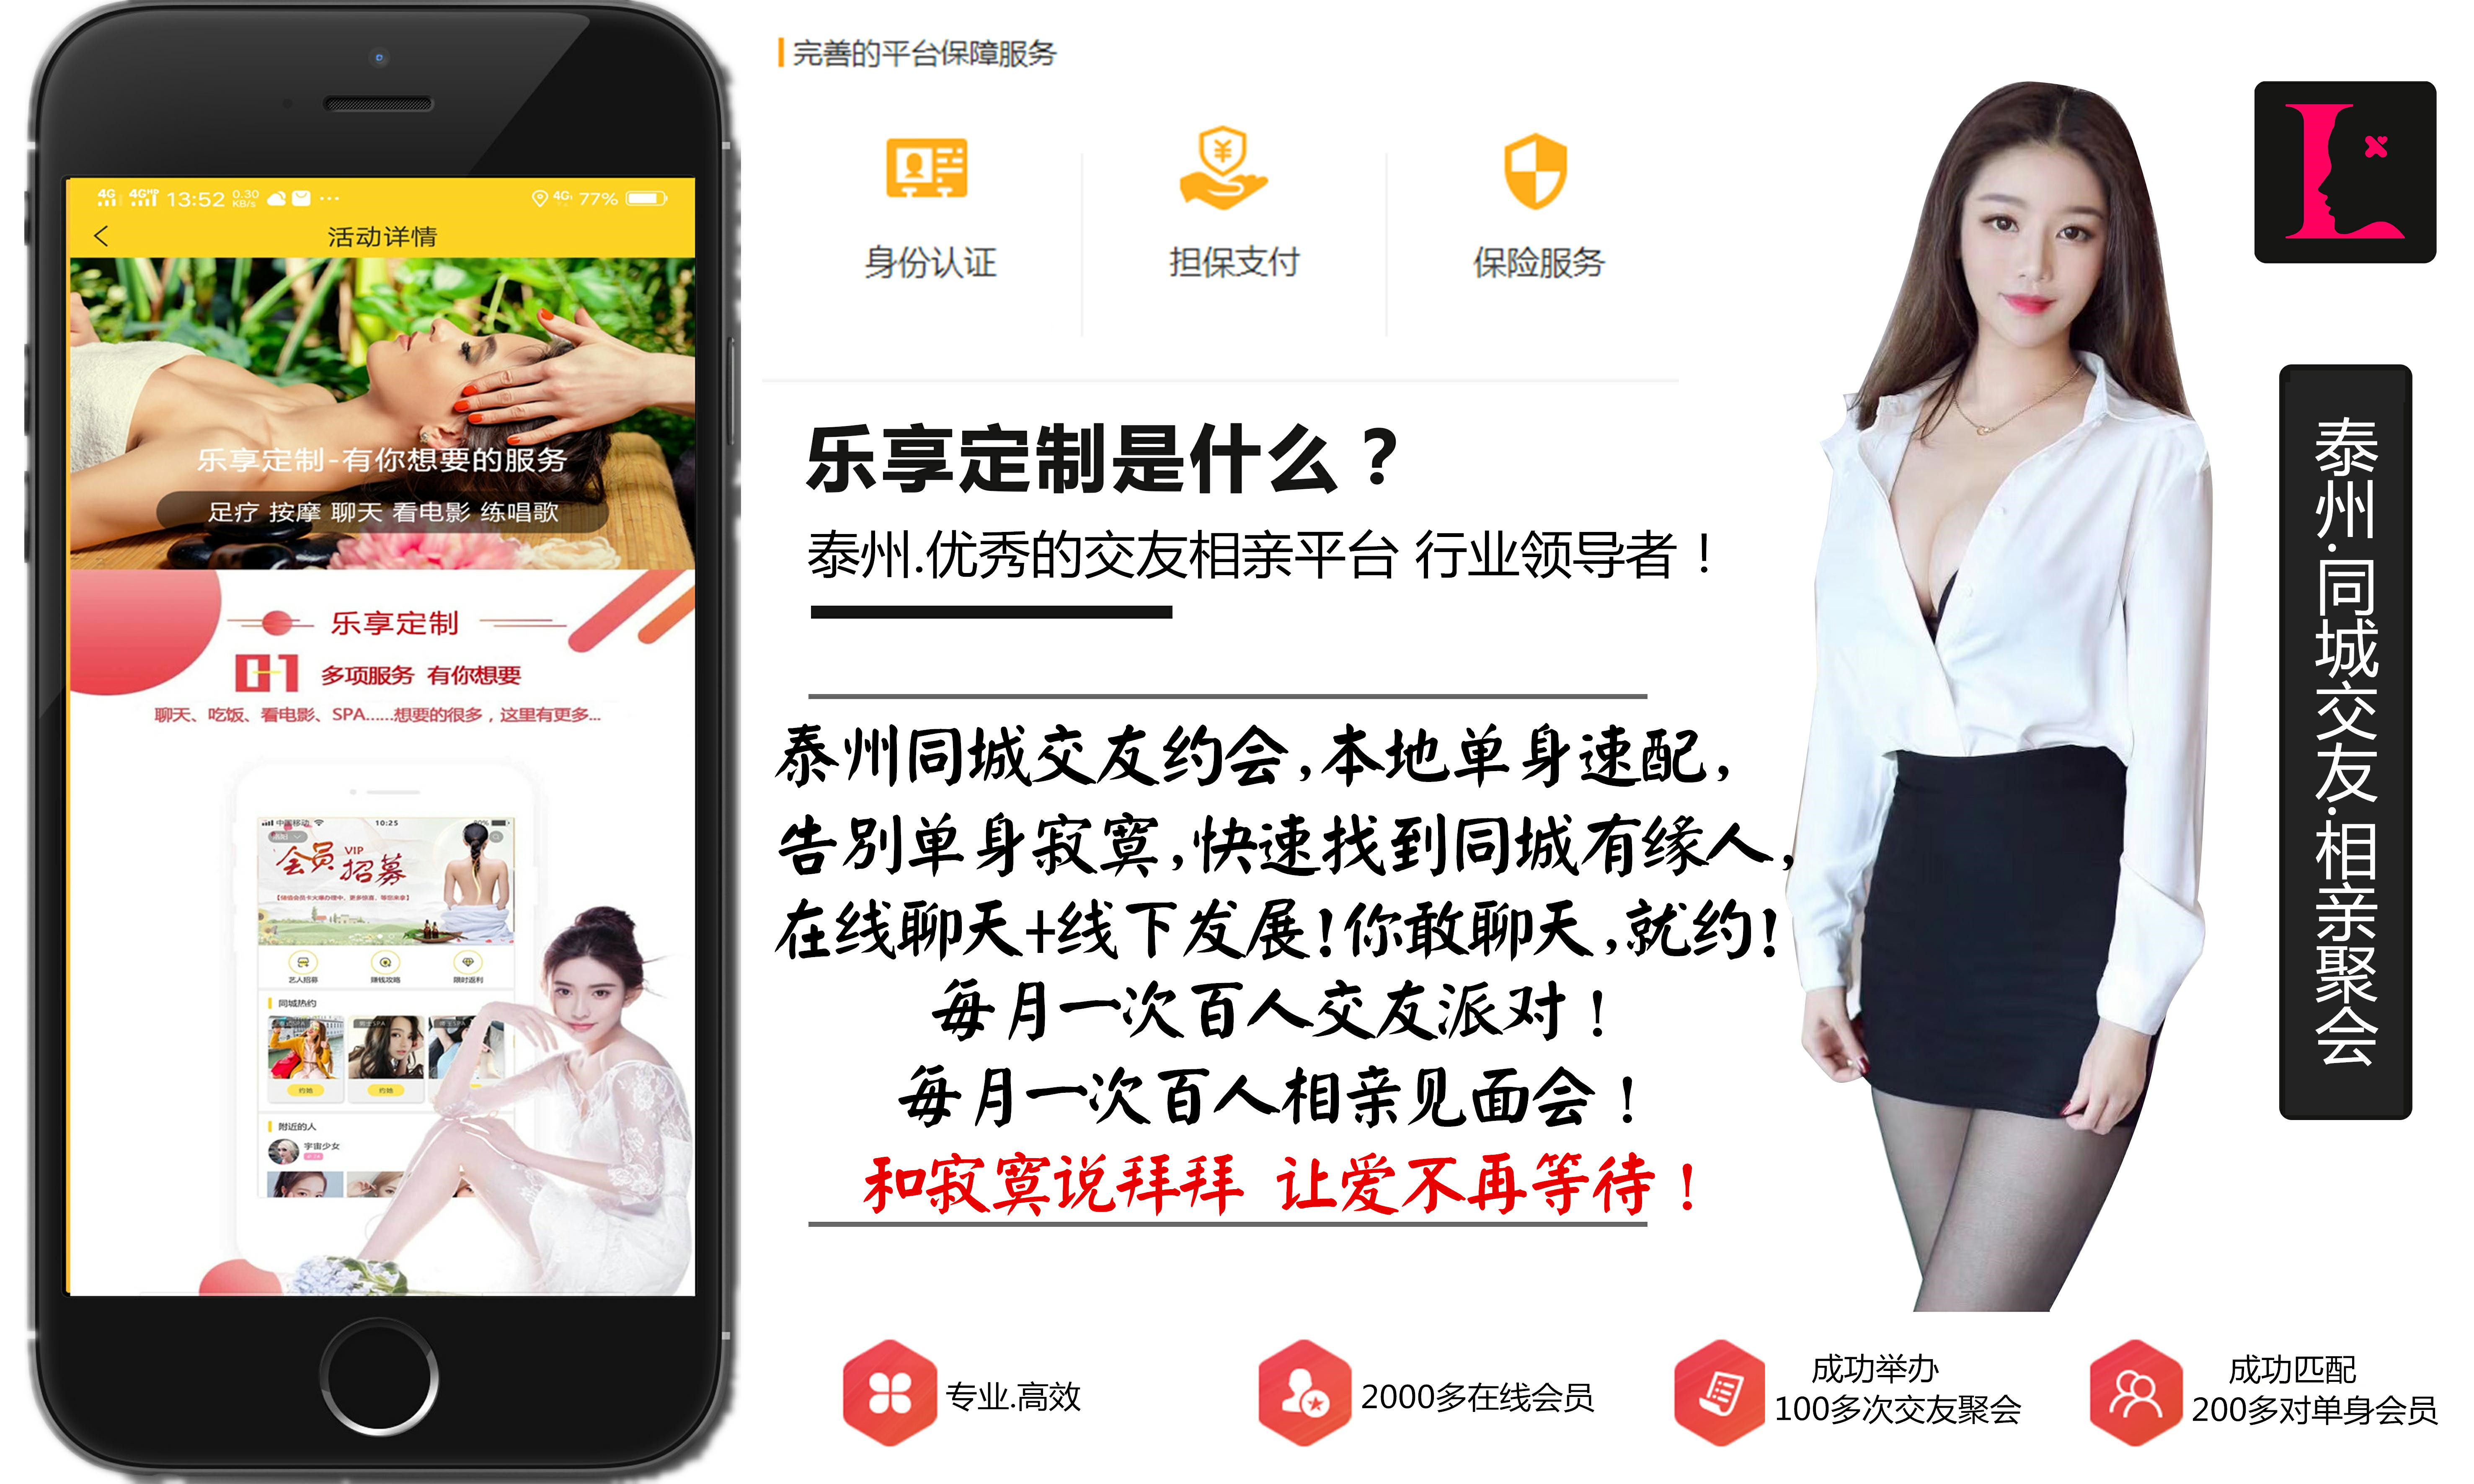 4G 4GHP 13:52 0.30 KB/s ... 4G 77%
活动详情
乐享定制-有你想要的服务
足疗 按摩 聊天 看电影 练唱歌
乐享定制
01 多项服务 有你想要
聊天、吃饭、看电影、SPA......想要的很多，这里有更多...
中国移动 10:25
会员VIP招募
艺人招募 赚钱攻略 限时返利
同城热约
约她 约她
附近的人
宇宙少女
完善的平台保障服务
身份认证 担保支付 保险服务
乐享定制是什么？
泰州.优秀的交友相亲平台 行业领导者！
泰州同城交友约会,本地单身速配,
告别单身寂寞,快速找到同城有缘人,
在线聊天+线下发展!你敢聊天,就约!
每月一次百人交友派对！
每月一次百人相亲见面会！
和寂寞说拜拜 让爱不再等待！
泰州.同城交友.相亲聚会
专业.高效
2000多在线会员
成功举办
100多次交友聚会
成功匹配
200多对单身会员